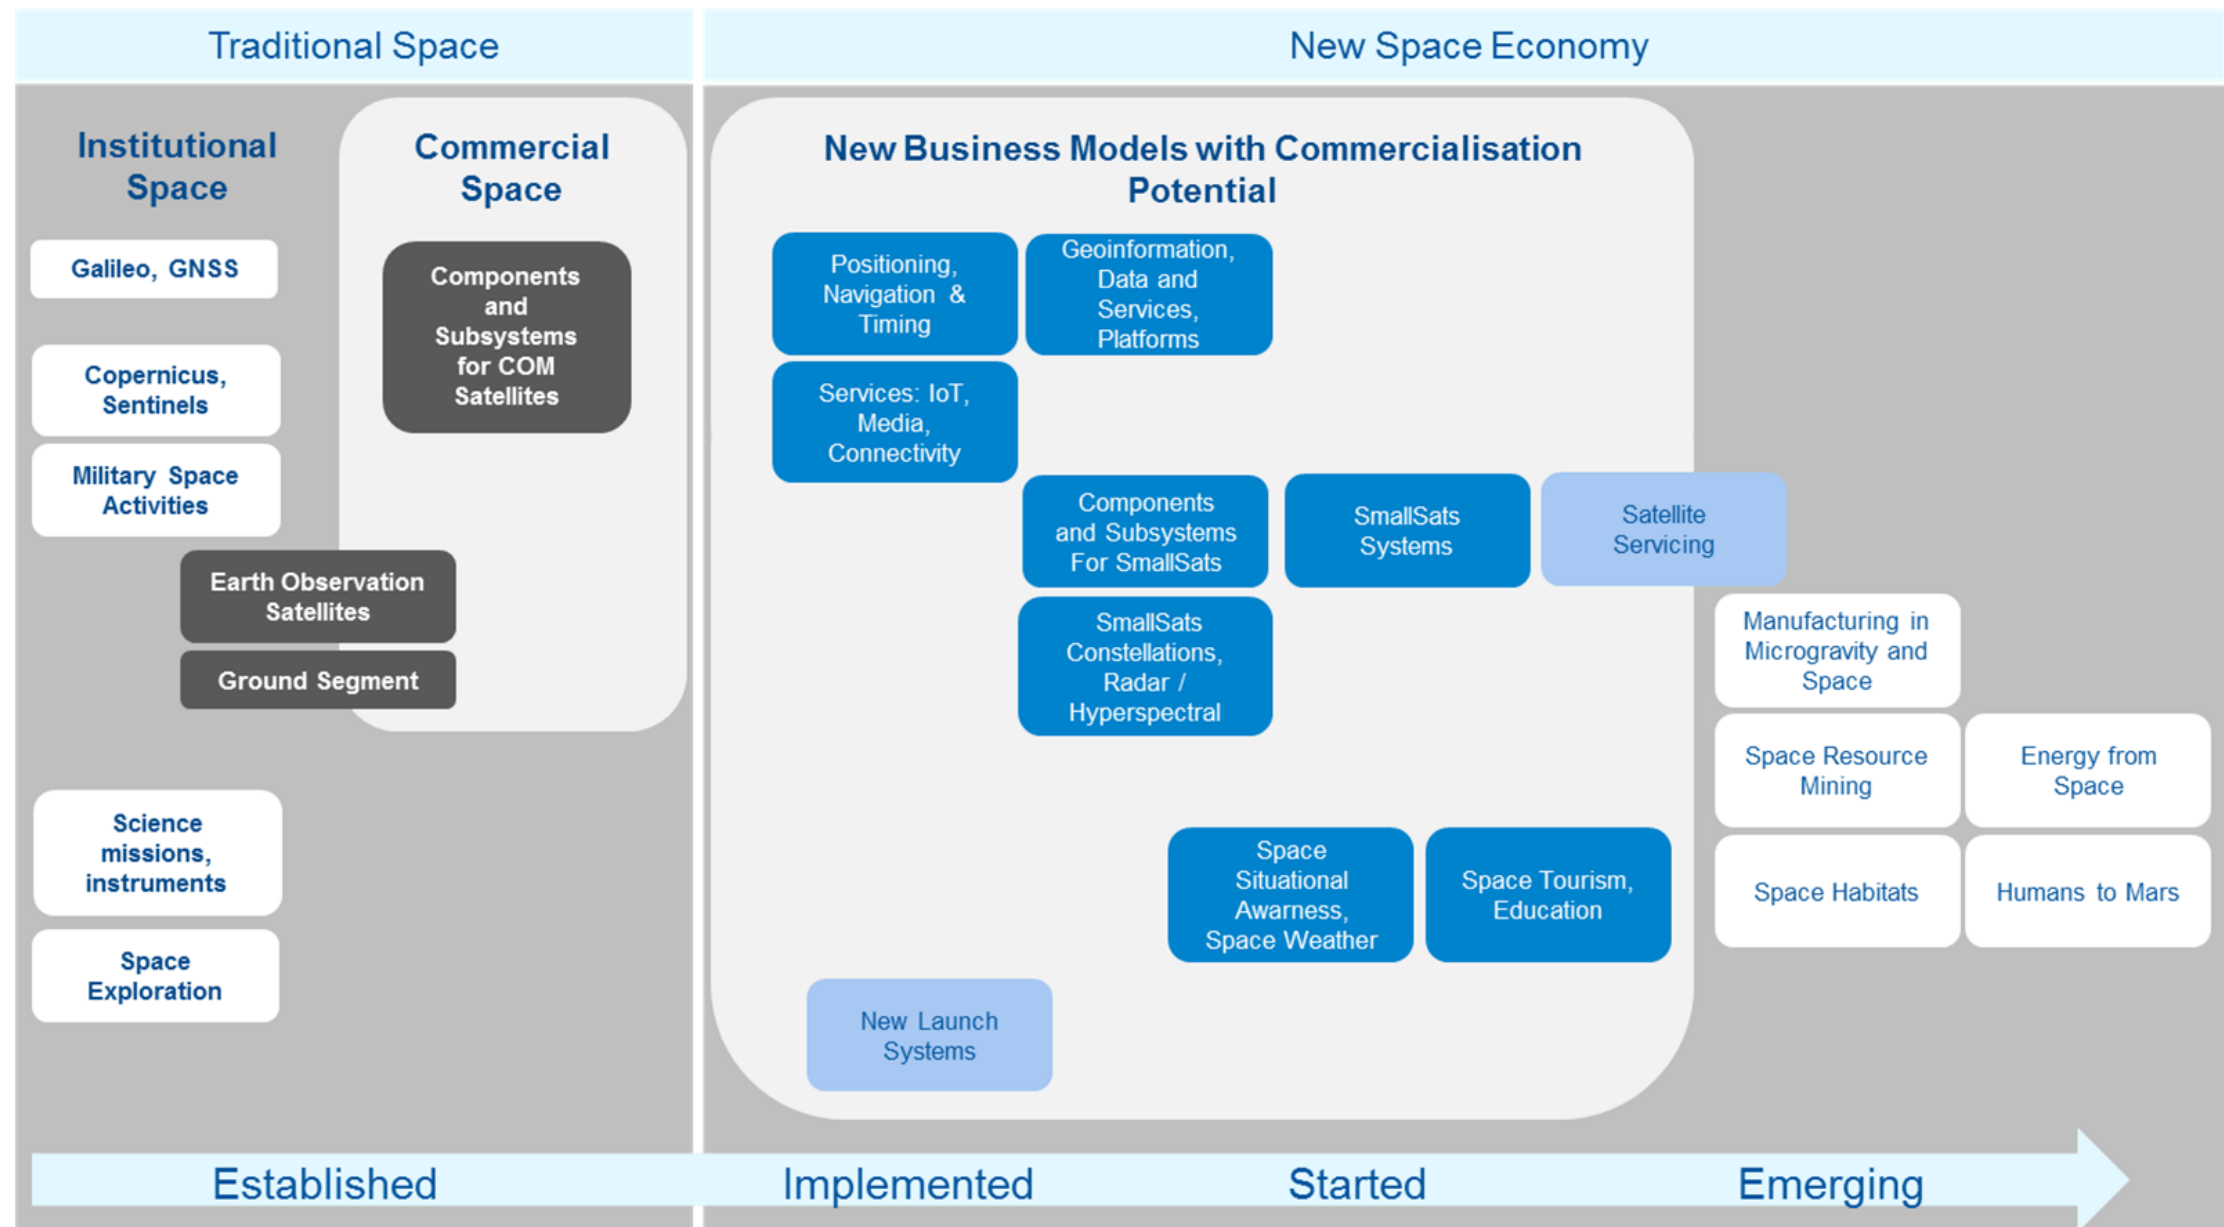 Traditional Space
New Space Economy
Institutional
Space
Commercial
Space
New Business Models with Commercialisation
Potential
Galileo, GNSS
Copernicus,
Sentinels
Military Space
Activities
Components
and
Subsystems
for COM
Satellites
Earth Observation
Satellites
Ground Segment
Science
missions,
instruments
Space
Exploration
Positioning,
Navigation &
Timing
Geoinformation,
Data and
Services,
Platforms
Services: IoT,
Media,
Connectivity
Components
and Subsystems
For SmallSats
SmallSats
Systems
Satellite
Servicing
SmallSats
Constellations,
Radar /
Hyperspectral
Manufacturing in
Microgravity and
Space
Space Resource
Mining
Energy from
Space
Space
Situational
Awarness,
Space Weather
Space Tourism,
Education
Space Habitats
Humans to Mars
New Launch
Systems
Established
Implemented
Started
Emerging